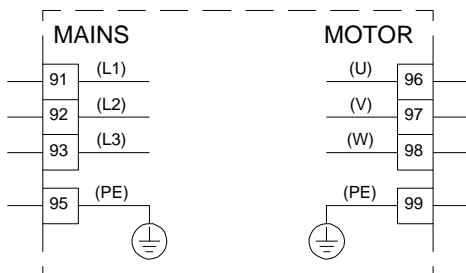 MAINS MOTOR
91 (L1) (U) 96
92 (L2) (V) 97
93 (L3) (W) 98
95 (PE) (PE) 99